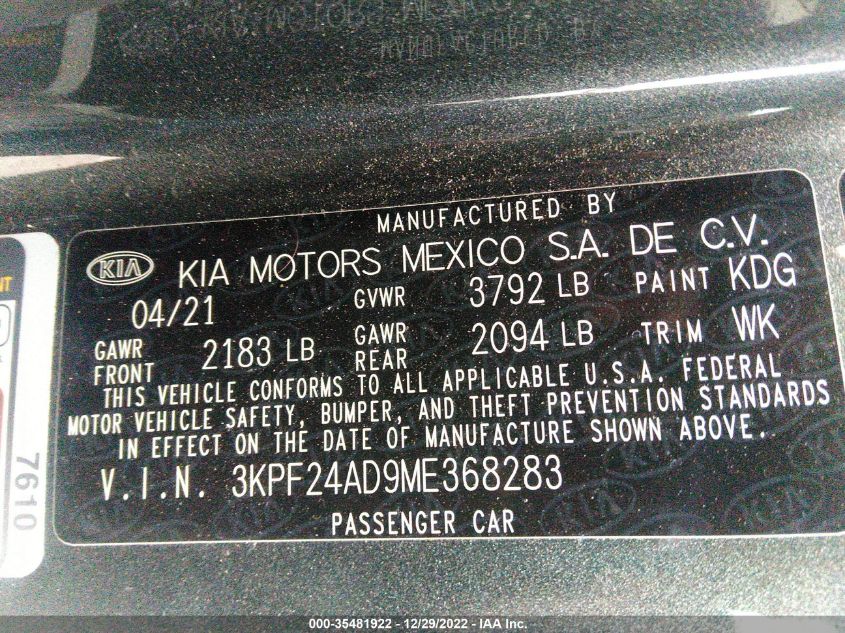 MANUFACTURED BY
KIA KIA MOTORS MEXICO S.A. DE C.V.
04/21 GVWR 3792 LB PAINT KDG
GAWR FRONT 2183 LB GAWR REAR 2094 LB TRIM WK
THIS VEHICLE CONFORMS TO ALL APPLICABLE U.S.A. FEDERAL
MOTOR VEHICLE SAFETY, BUMPER, AND THEFT PREVENTION STANDARDS
IN EFFECT ON THE DATE OF MANUFACTURE SHOWN ABOVE.
V.I.N. 3KPF24AD9ME368283
PASSENGER CAR
7610
000-35481922 - 12/29/2022 - IAA Inc.